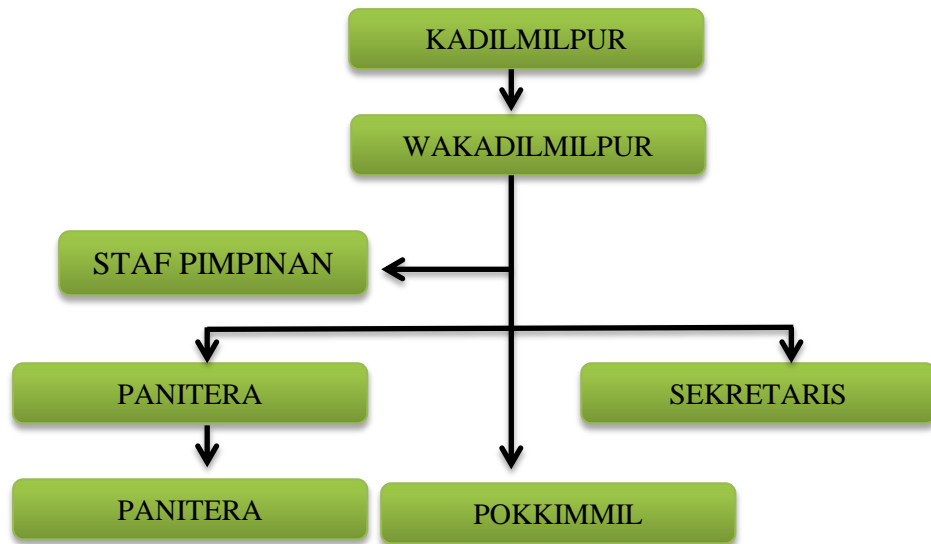 KADILMILPUR
WAKADILMILPUR
STAF PIMPINAN
PANITERA
SEKRETARIS
PANITERA
POKKIMMIL